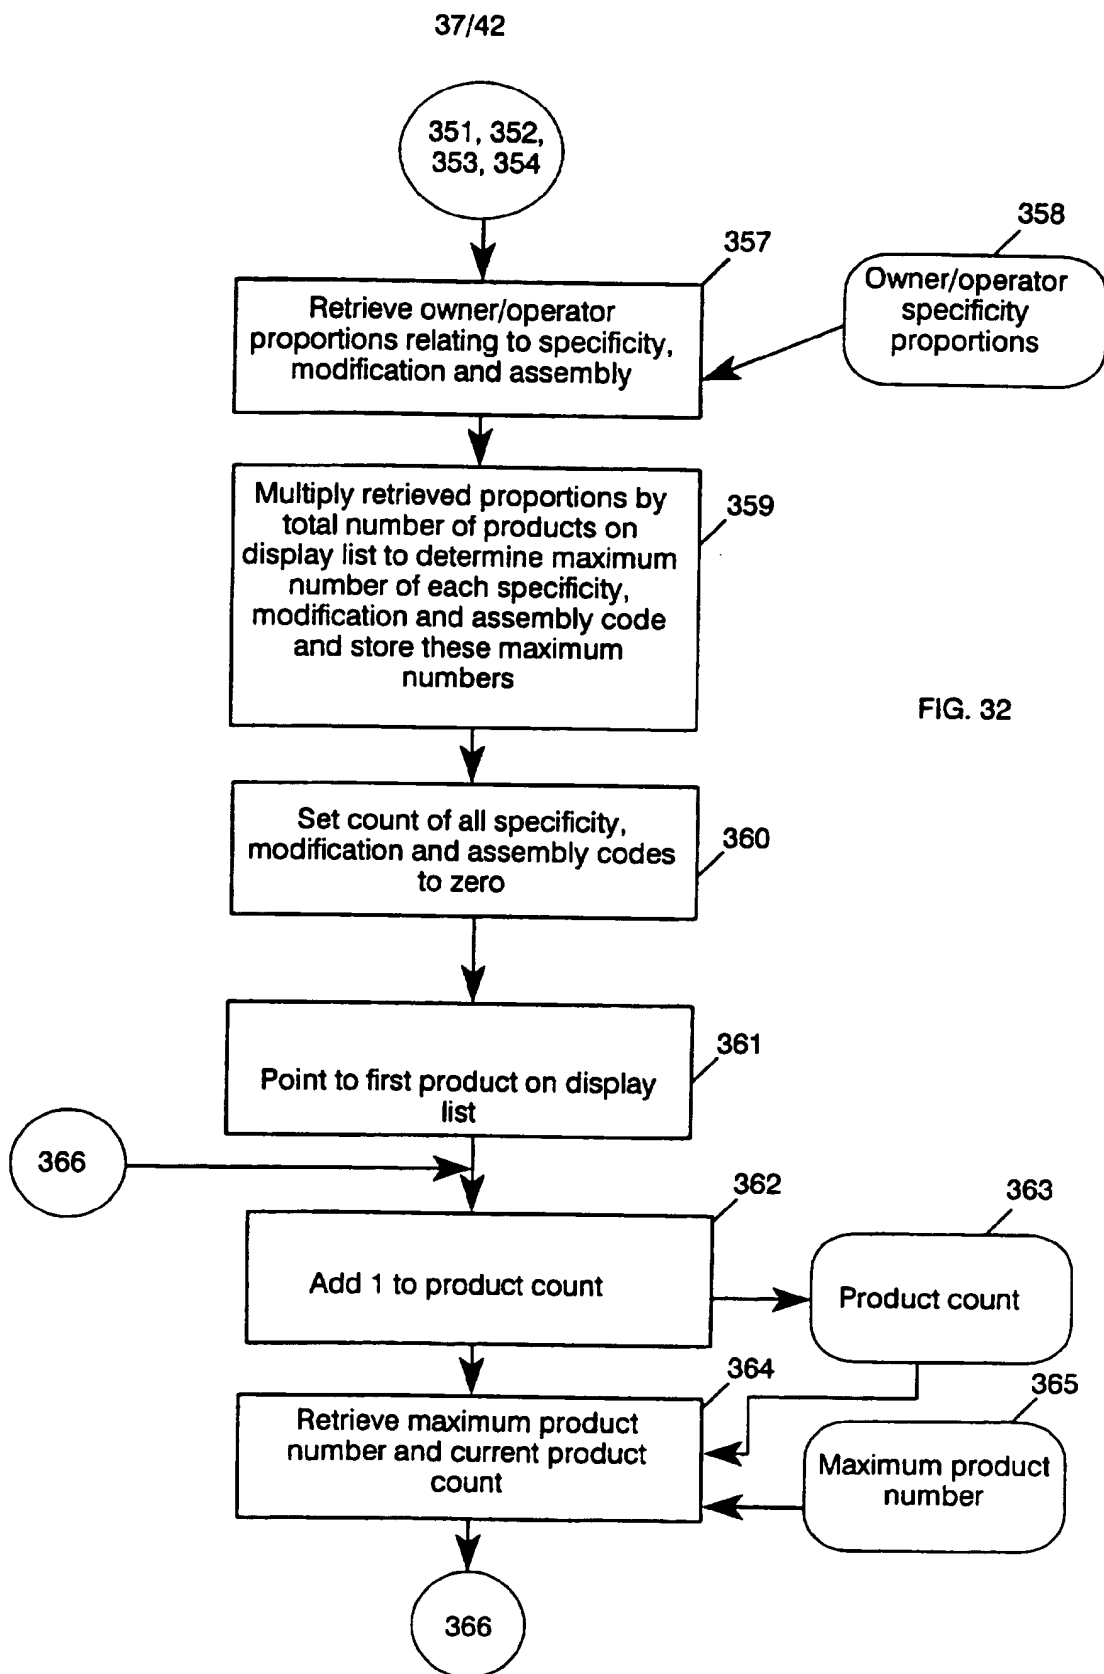 37/42
351, 352,
353, 354
357
358
Retrieve owner/operator
proportions relating to specificity,
modification and assembly
Owner/operator
specificity
proportions
Multiply retrieved proportions by
total number of products on
display list to determine maximum
number of each specificity,
modification and assembly code
and store these maximum
numbers
359
FIG. 32
Set count of all specificity,
modification and assembly codes
to zero
360
361
Point to first product on display
list
366
362
363
Add 1 to product count
Product count
364
365
Retrieve maximum product
number and current product
count
Maximum product
number
366